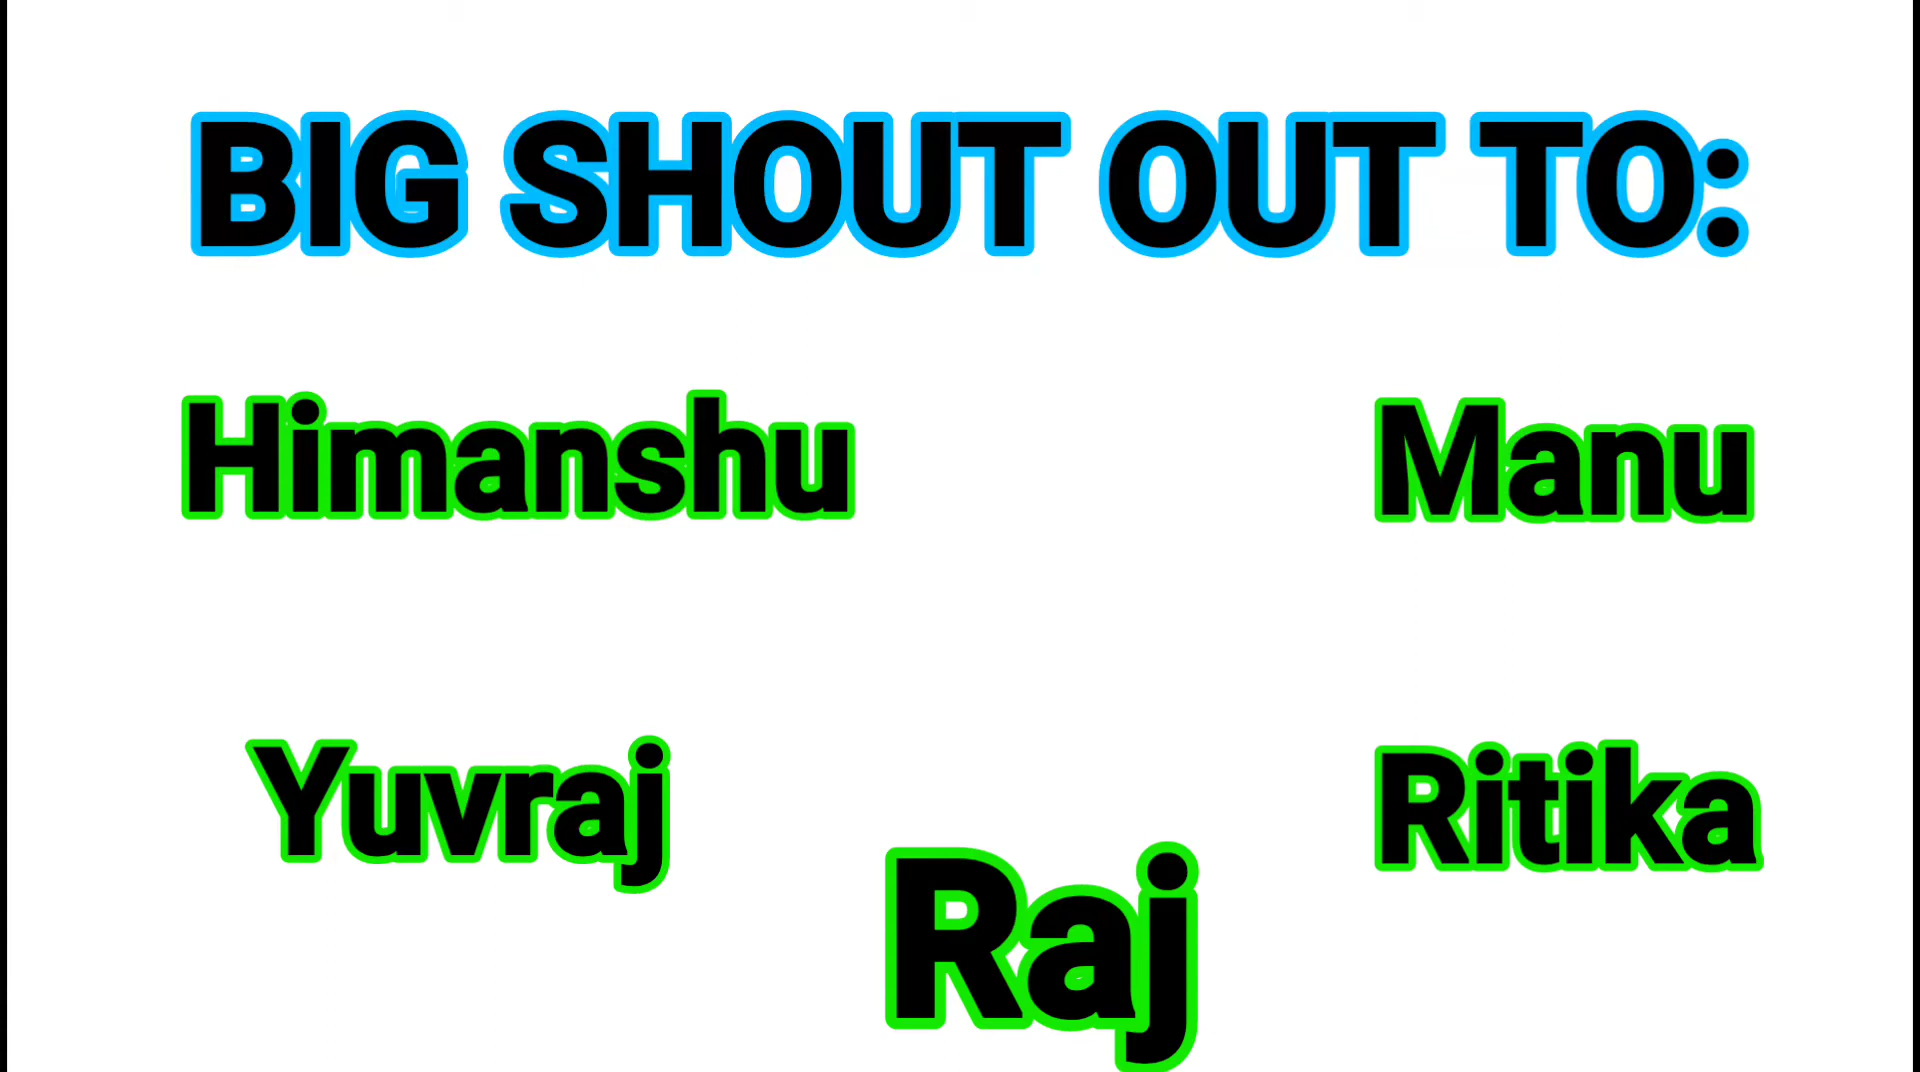 BIG SHOUT OUT TO:
Himanshu
Manu
Yuvraj
Ritika
Raj